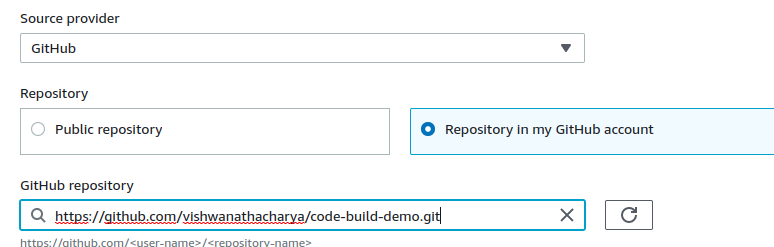 Source provider
GitHub
Repository
Public repository
Repository in my GitHub account
GitHub repository
https://github.com/vishwanathacharya/code-build-demo.git
https://github.com/<user-name>/<repository-name>